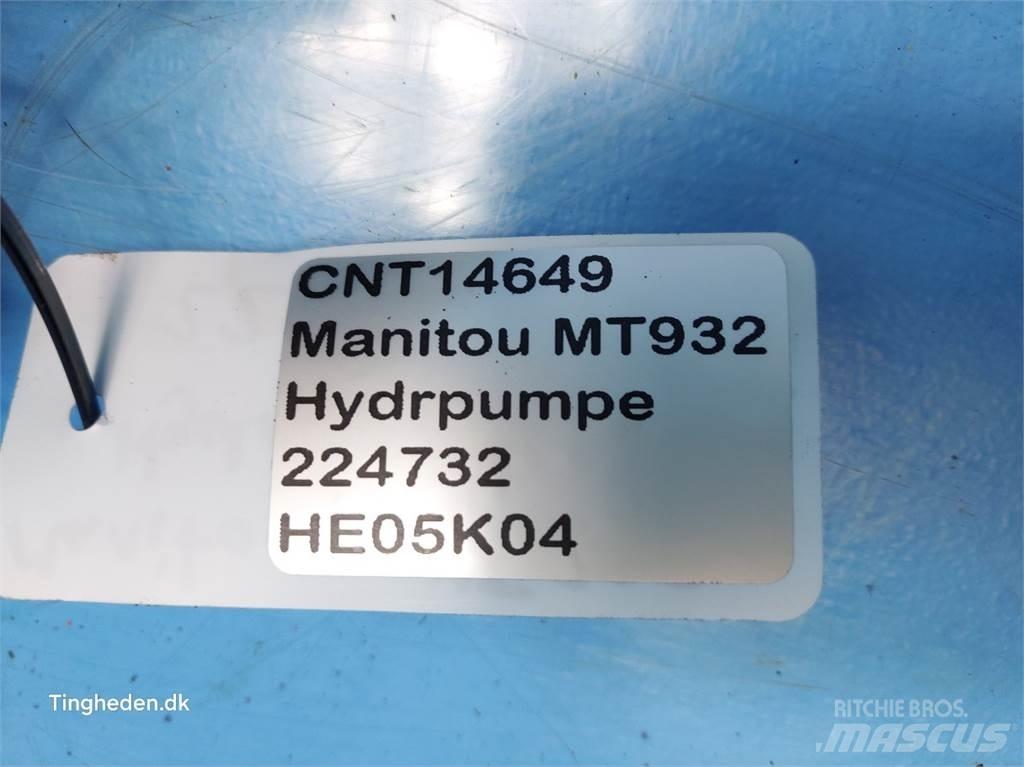 CNT14649
Manitou MT932
Hydrpumpe
224732
HE05K04
Tingheden.dk
RITCHIE BROS.
MASCUS